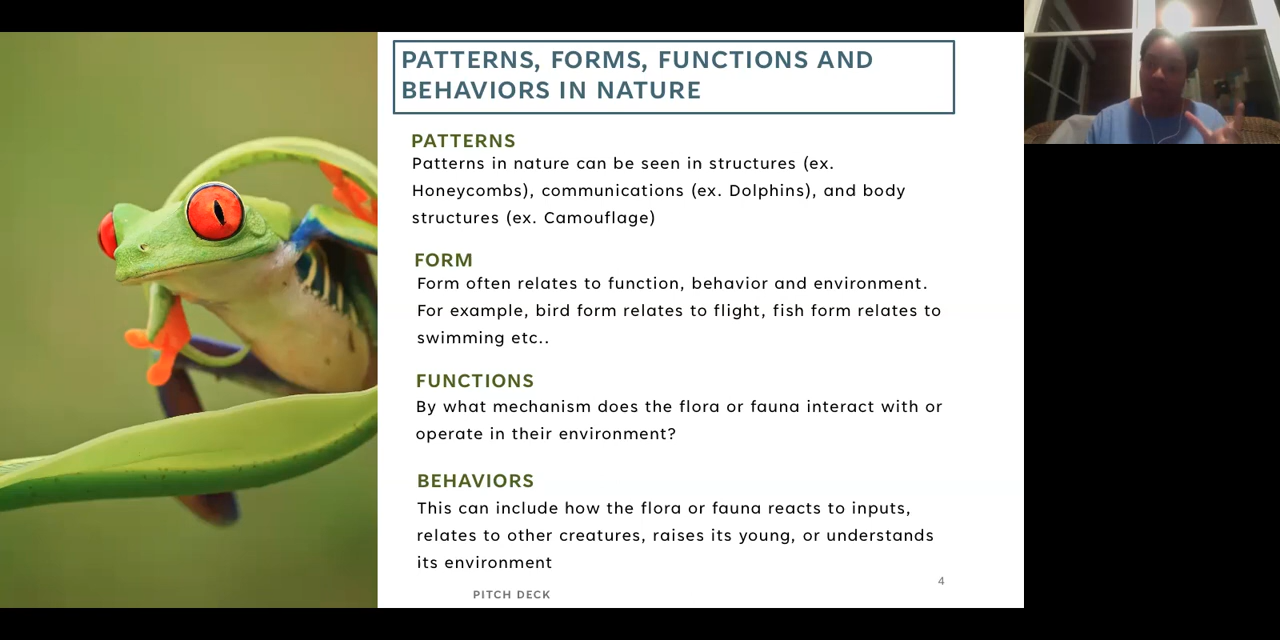 PATTERNS, FORMS, FUNCTIONS AND
BEHAVIORS IN NATURE
PATTERNS
Patterns in nature can be seen in structures (ex.
Honeycombs), communications (ex. Dolphins), and body
structures (ex. Camouflage)
FORM
Form often relates to function, behavior and environment.
For example, bird form relates to flight, fish form relates to
swimming etc..
FUNCTIONS
By what mechanism does the flora or fauna interact with or
operate in their environment?
BEHAVIORS
This can include how the flora or fauna reacts to inputs,
relates to other creatures, raises its young, or understands
its environment
4
PITCH DECK